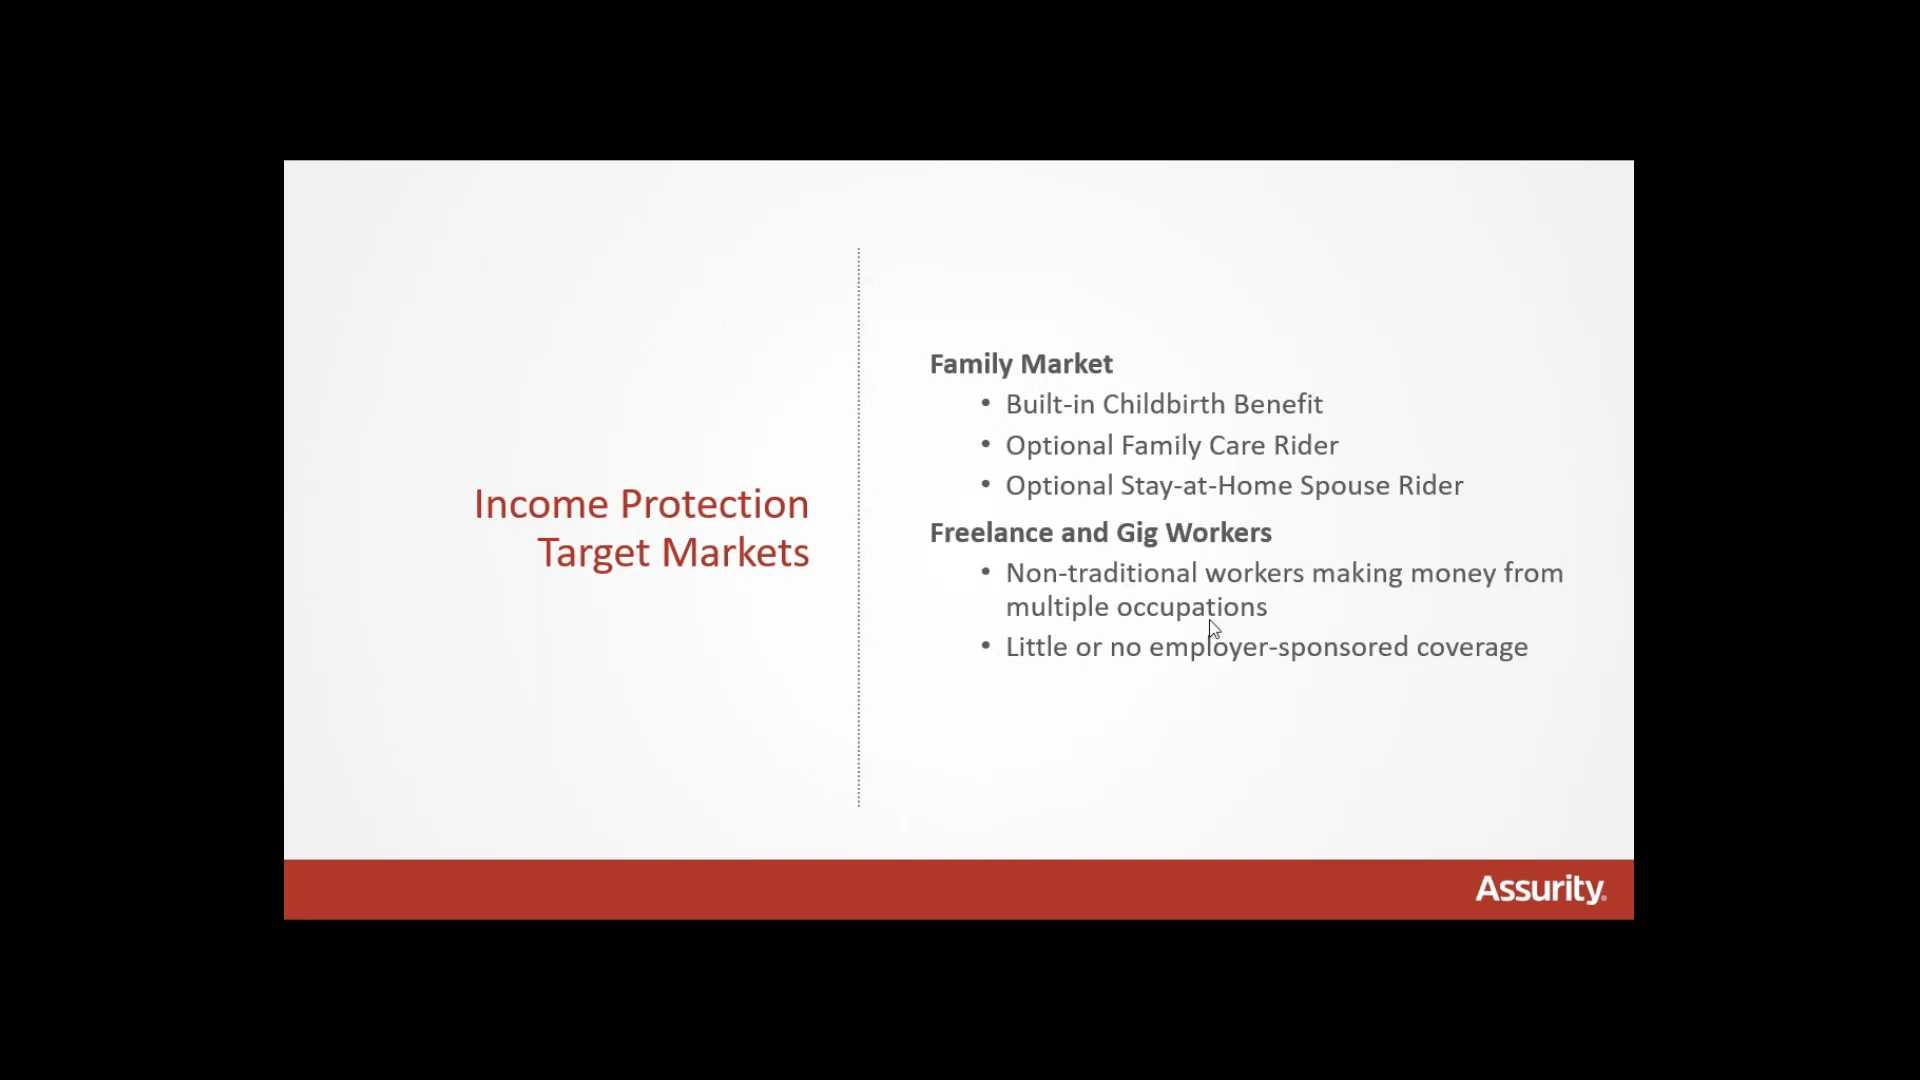 Income Protection
Target Markets
Family Market
• Built-in Childbirth Benefit
• Optional Family Care Rider
• Optional Stay-at-Home Spouse Rider
Freelance and Gig Workers
• Non-traditional workers making money from
multiple occupations
• Little or no employer-sponsored coverage
Assurity®